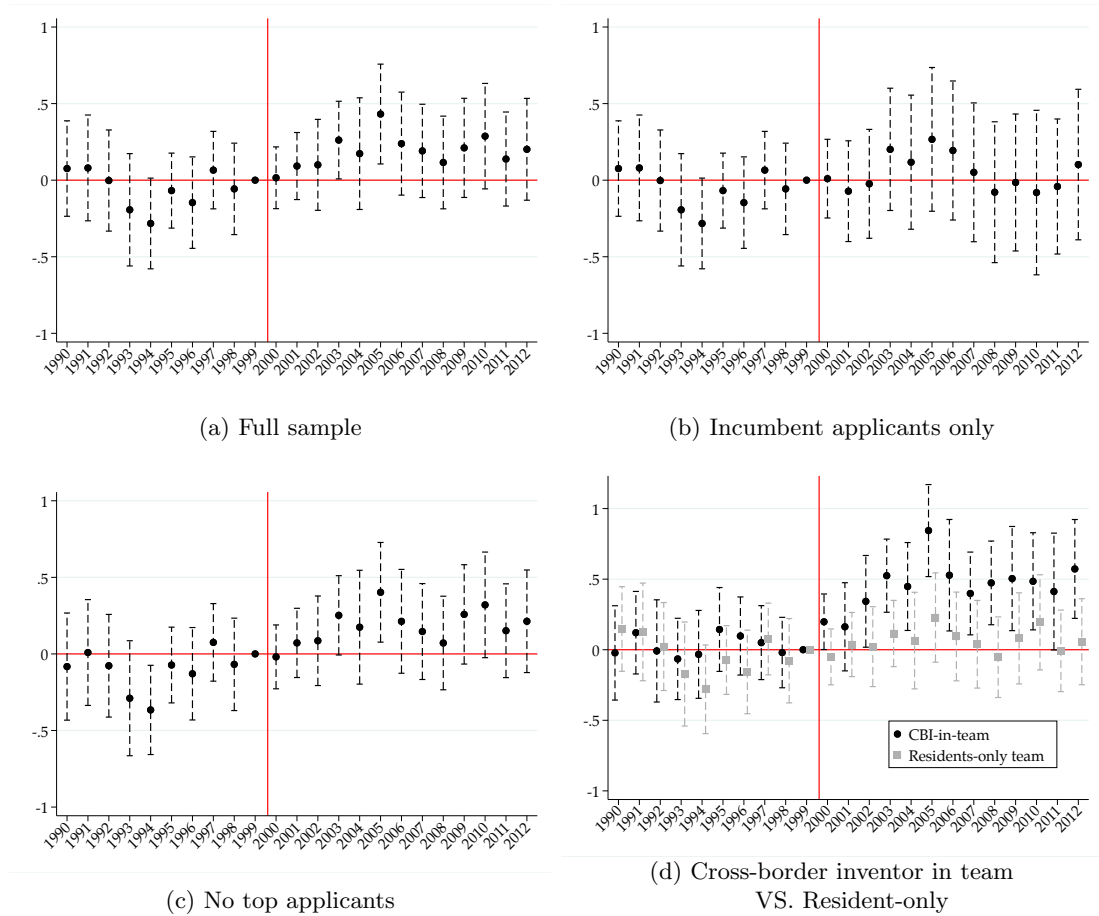 1
.5
0
-.5
-1
1990 1991 1992 1993 1994 1995 1996 1997 1998 1999 2000 2001 2002 2003 2004 2005 2006 2007 2008 2009 2010 2011 2012
(a) Full sample
1
.5
0
-.5
-1
1990 1991 1992 1993 1994 1995 1996 1997 1998 1999 2000 2001 2002 2003 2004 2005 2006 2007 2008 2009 2010 2011 2012
(b) Incumbent applicants only
1
.5
0
-.5
-1
1990 1991 1992 1993 1994 1995 1996 1997 1998 1999 2000 2001 2002 2003 2004 2005 2006 2007 2008 2009 2010 2011 2012
(c) No top applicants
1
.5
0
-.5
-1
CBI-in-team
Residents-only team
1990 1991 1992 1993 1994 1995 1996 1997 1998 1999 2000 2001 2002 2003 2004 2005 2006 2007 2008 2009 2010 2011 2012
(d) Cross-border inventor in team
VS. Resident-only